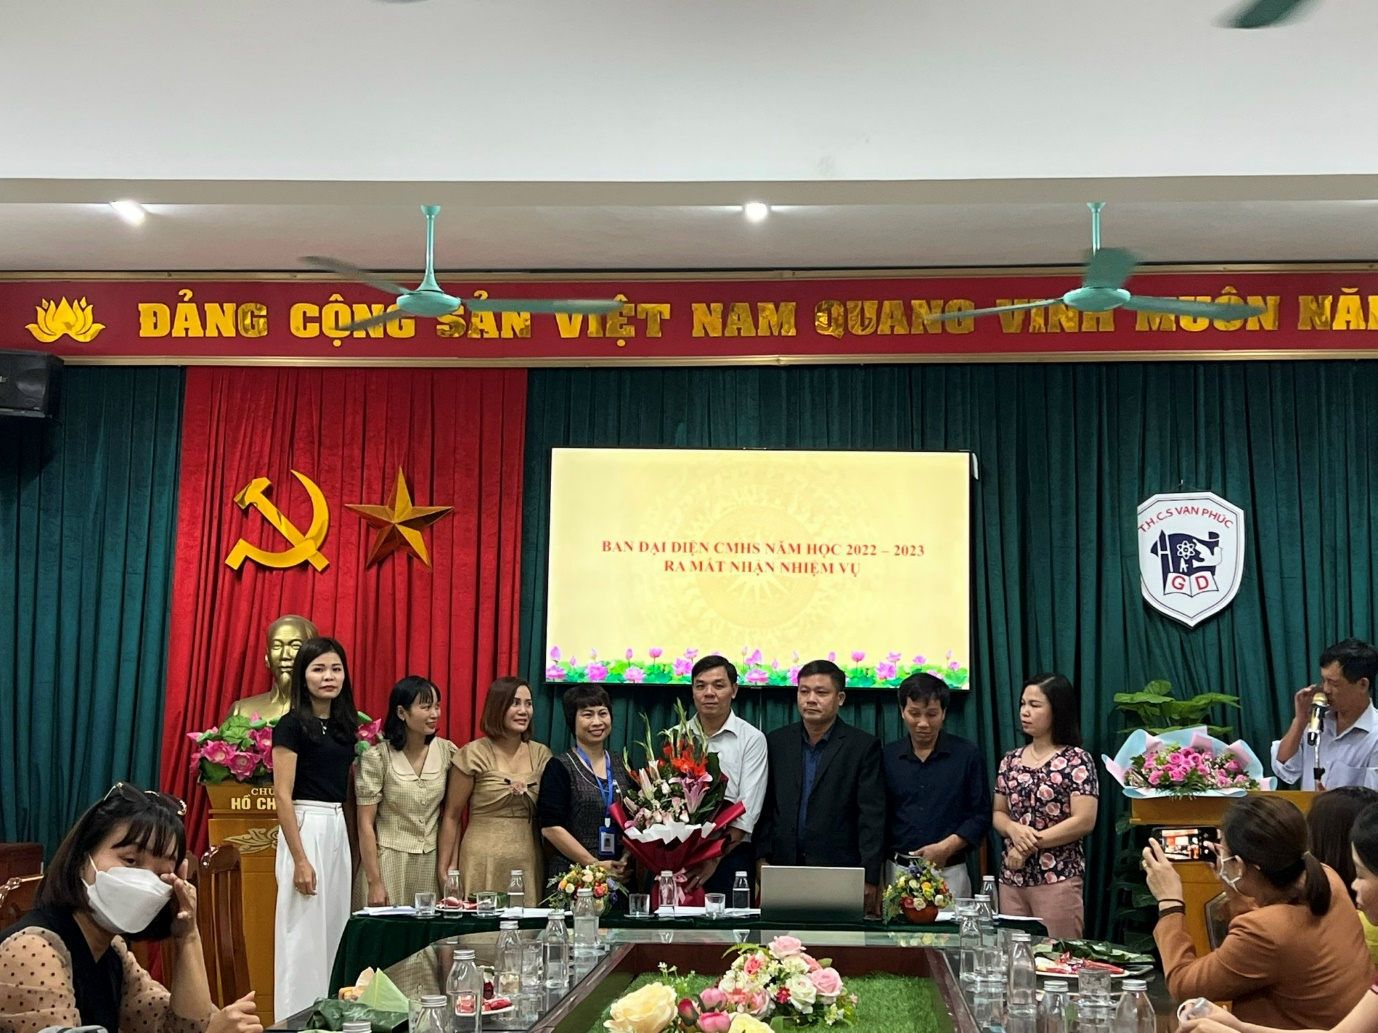 ĐẢNG CỘNG SẢN VIỆT NAM QUANG VINH MUÔN NĂM
BAN ĐẠI DIỆN CMHS NĂM HỌC 2022 – 2023
RA MẮT NHẬN NHIỆM VỤ
T.H.C.S VẠN PHÚC
GD
HỒ CH